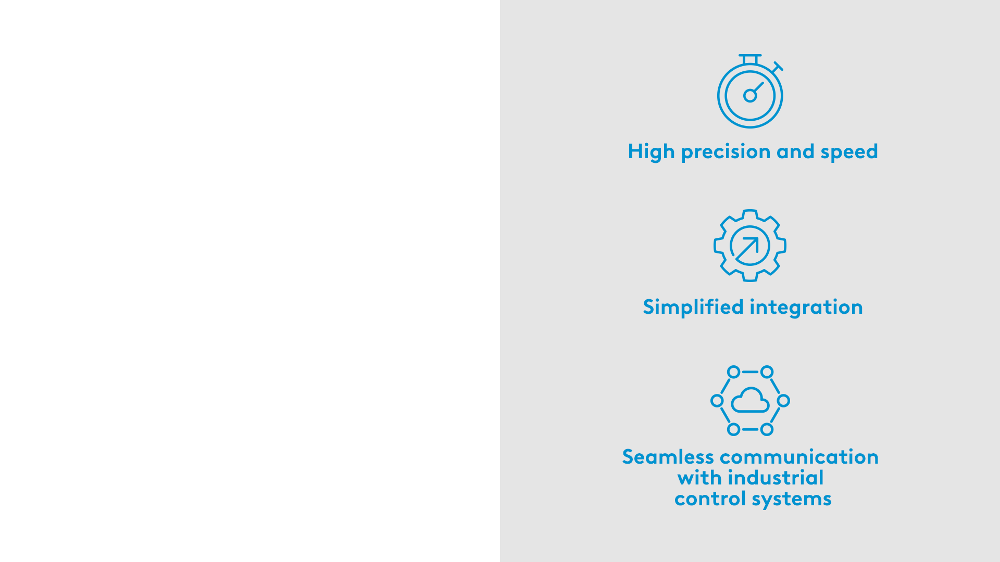 High precision and speed
Simplified integration
Seamless communication
with industrial
control systems